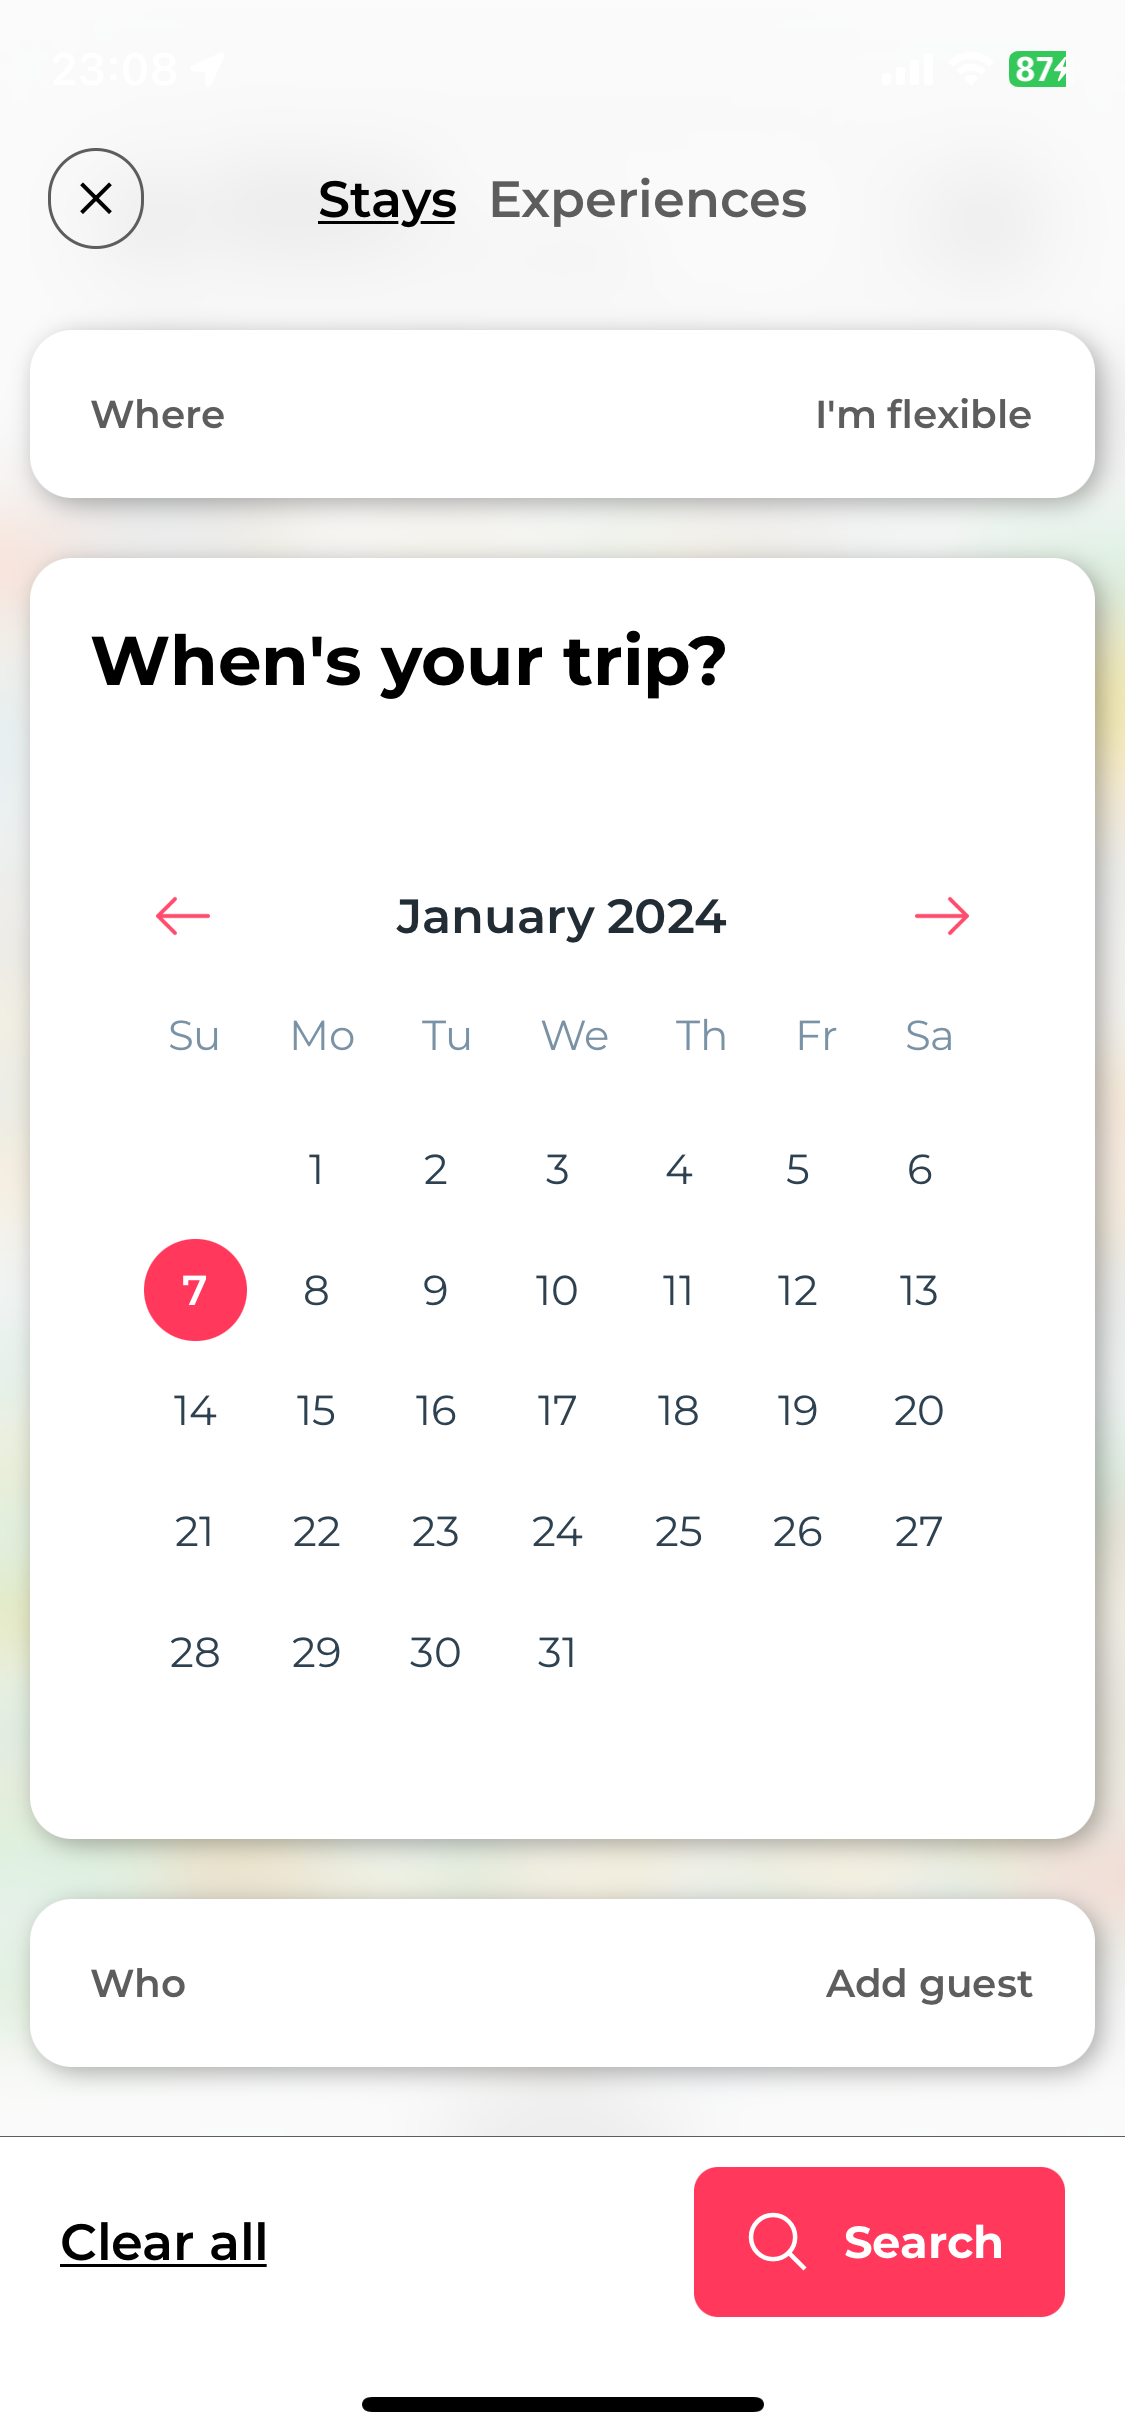 23:08
87
Stays Experiences
Where I'm flexible
When's your trip?
January 2024
Su Mo Tu We Th Fr Sa
1 2 3 4 5 6
7 8 9 10 11 12 13
14 15 16 17 18 19 20
21 22 23 24 25 26 27
28 29 30 31
Who Add guest
Clear all Search